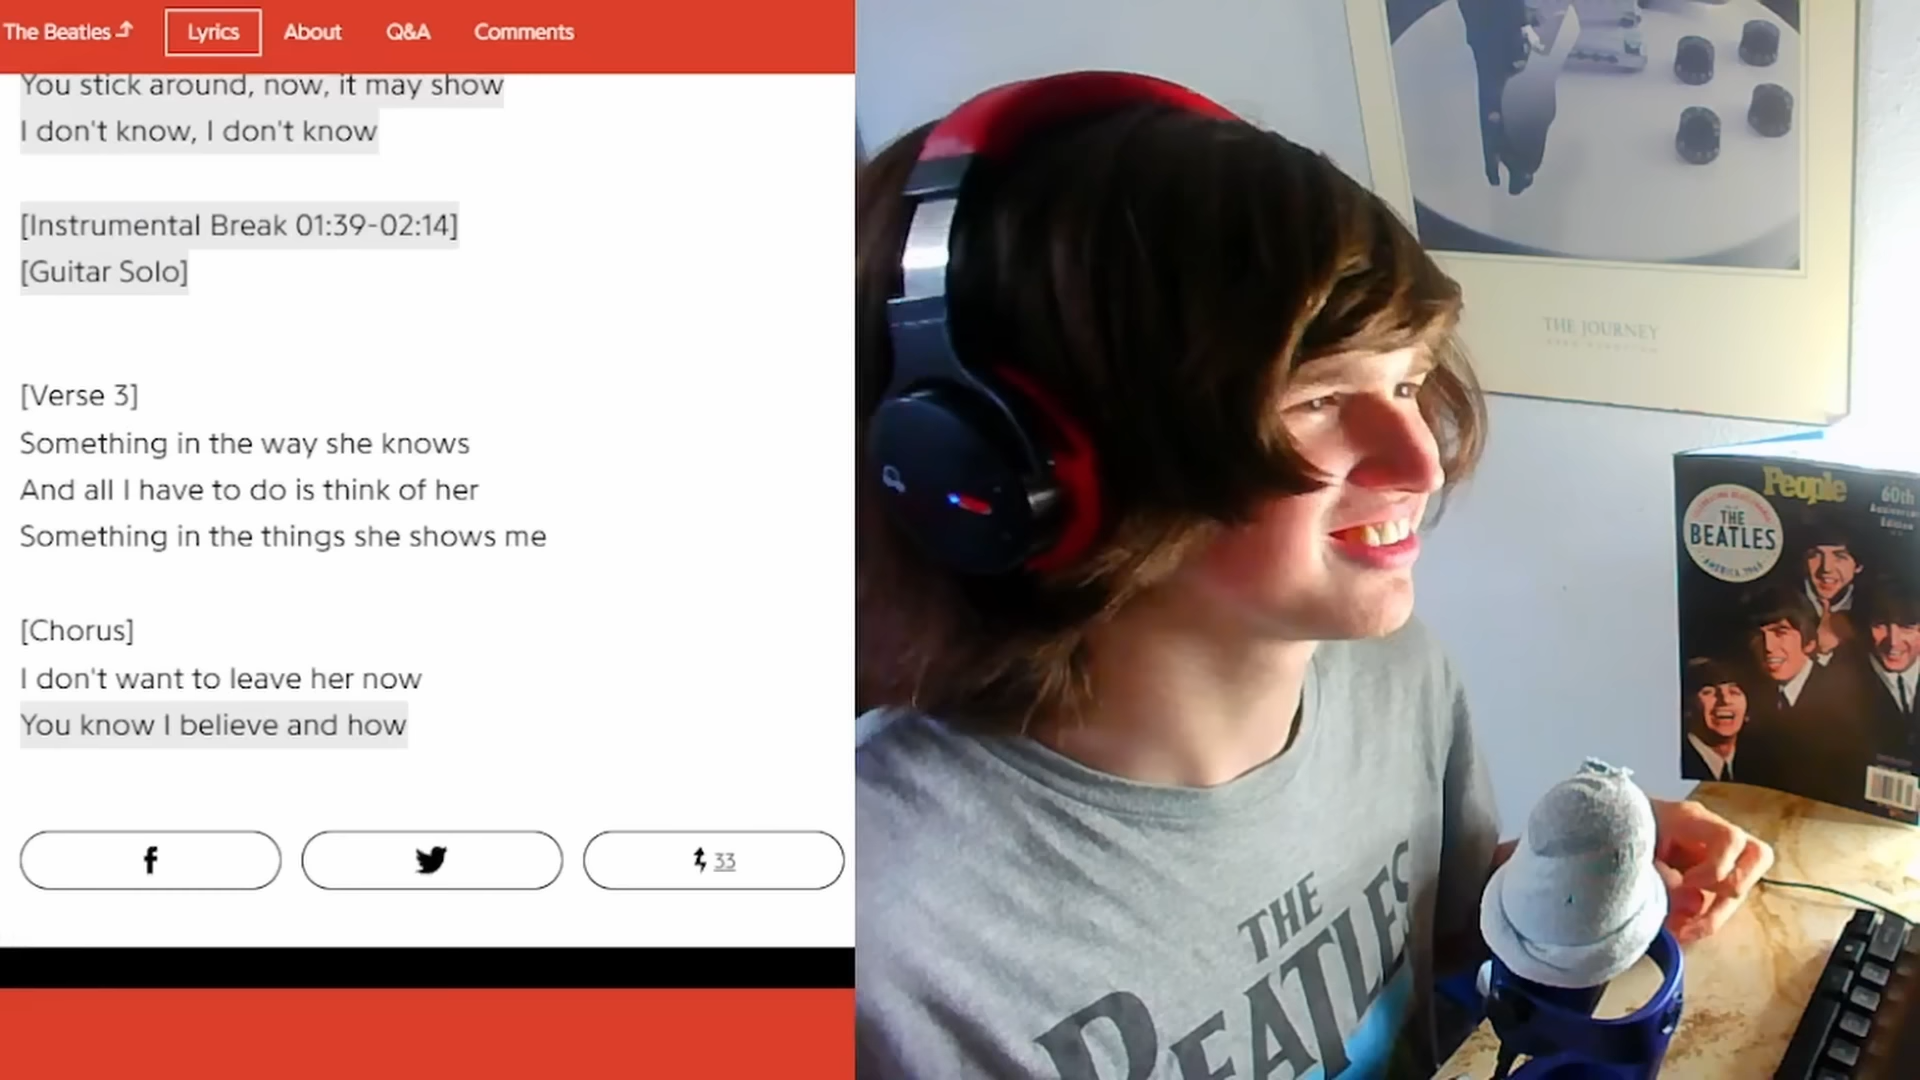 The Beatles
Lyrics
About
Q&A
Comments
You stick around, now, it may show
I don't know, I don't know
[Instrumental Break 01:39-02:14]
[Guitar Solo]
[Verse 3]
Something in the way she knows
And all I have to do is think of her
Something in the things she shows me
[Chorus]
I don't want to leave her now
You know I believe and how
33
THE JOURNEY
People
60th
Anniversary
Edition
THE
BEATLES
THE
BEATLES